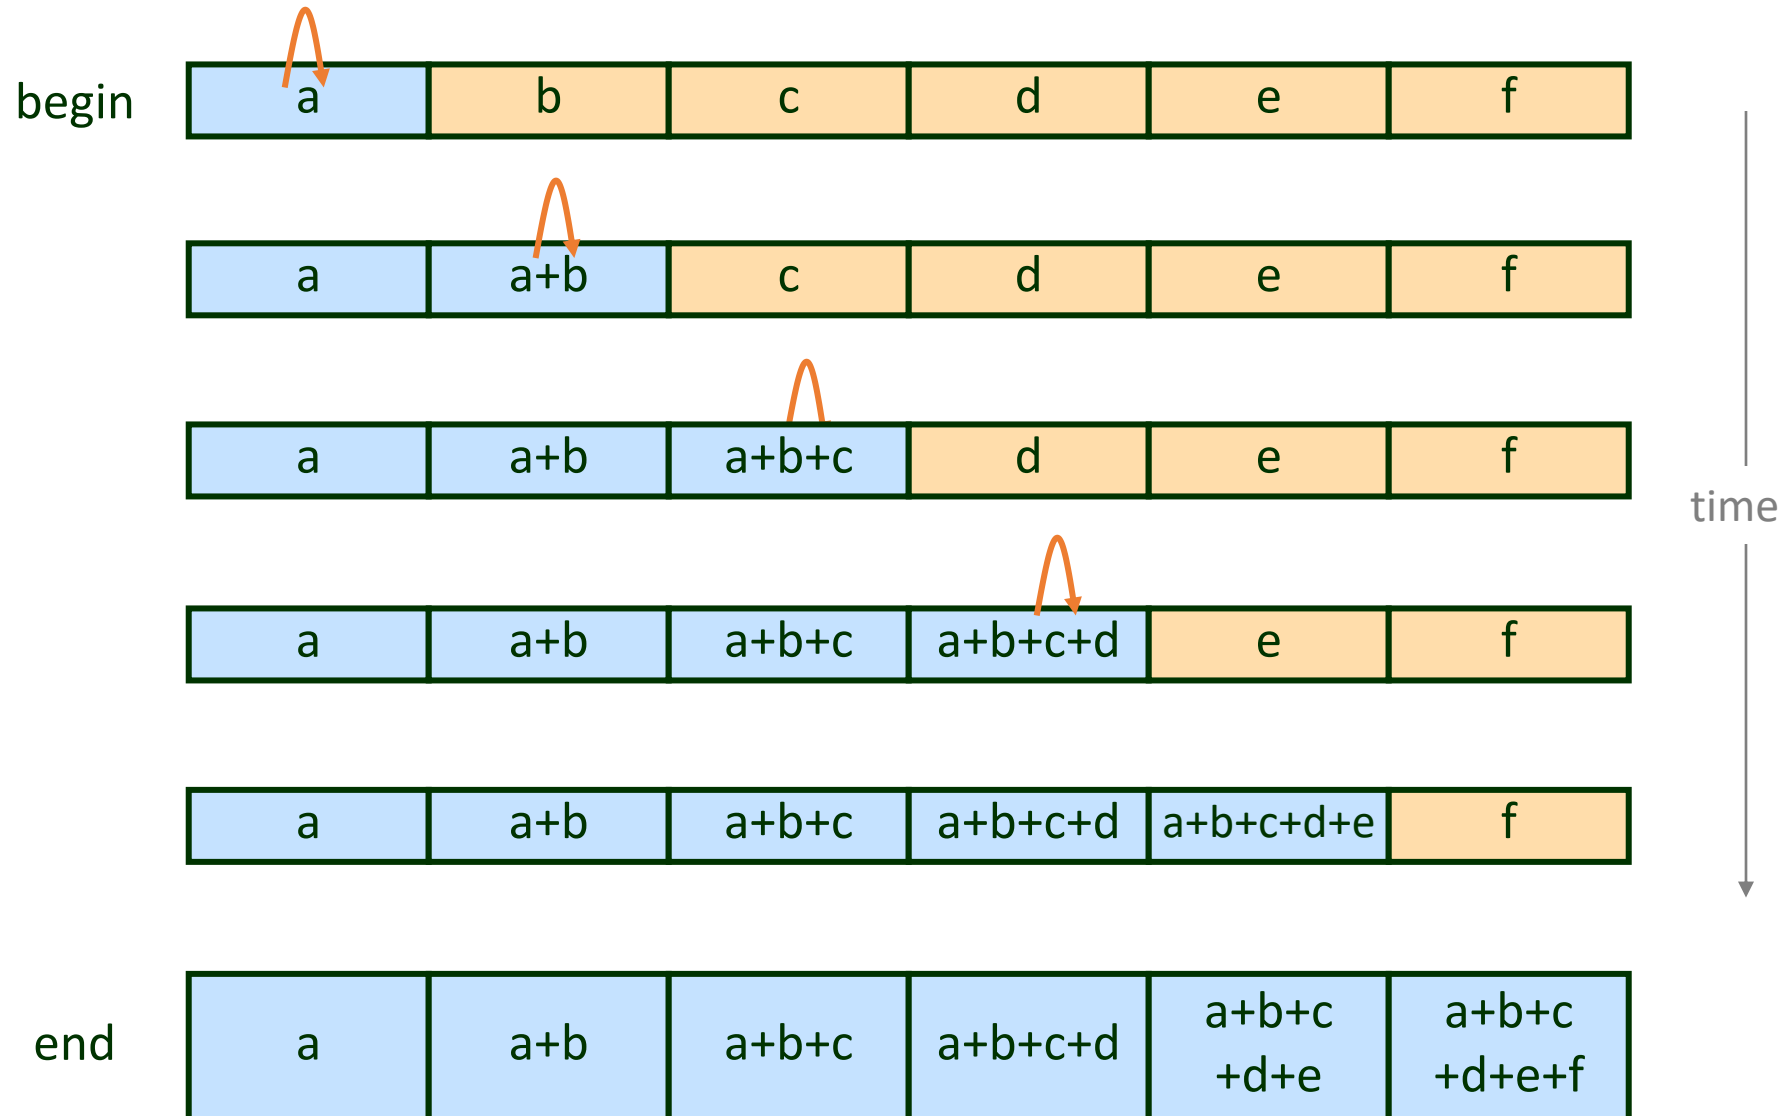 begin a b c d e f
a a+b c d e f
a a+b a+b+c d e f
time
a a+b a+b+c a+b+c+d e f
a a+b a+b+c a+b+c+d a+b+c+d+e f
end a a+b a+b+c a+b+c+d a+b+c
+d+e a+b+c
+d+e+f